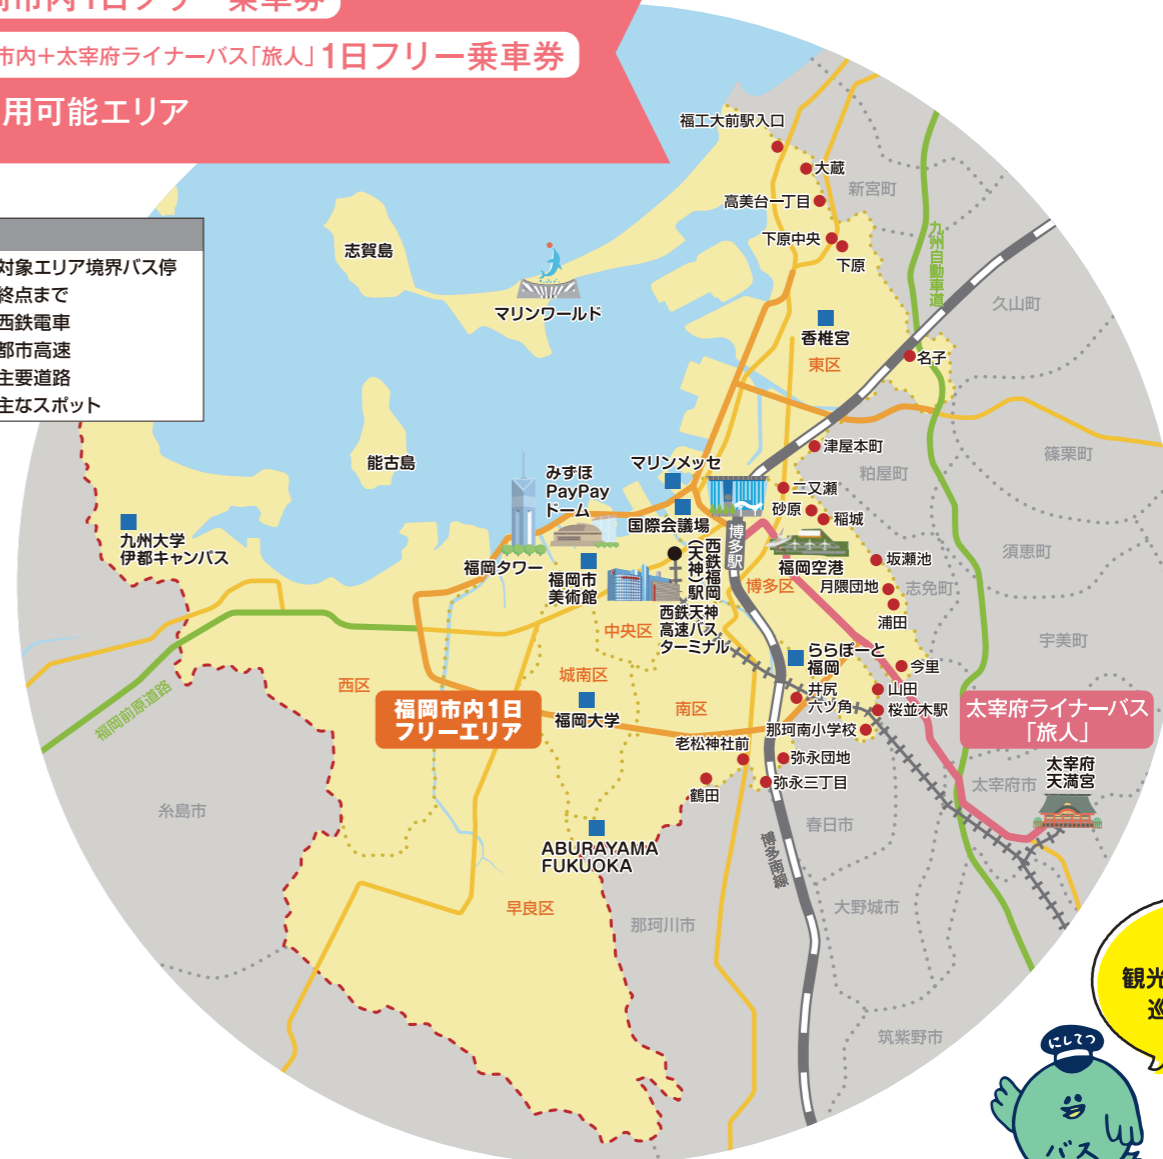 市内1日フリー乗車券
市内+太宰府ライナーバス「旅人」1日フリー乗車券
用可能エリア
対象エリア境界バス停
終点まで
西鉄電車
都市高速
主要道路
主なスポット
福工大前駅入口
大蔵
新宮町
高美台一丁目
下原中央
下原
九州自動車道
志賀島
マリンワールド
久山町
香椎宮
東区
名子
津屋本町
篠栗町
能古島
マリンメッセ
粕屋町
みずほ
PayPay
ドーム
二又瀬
砂原
稲城
国際会議場
博多駅
九州大学
伊都キャンパス
西鉄福岡
(天神)駅
福岡空港
須恵町
坂瀬池
福岡タワー
福岡市
美術館
博多区
月隈団地
志免町
浦田
西鉄天神
高速バス
ターミナル
中央区
宇美町
ららぽーと
福岡
今里
城南区
西区
井尻
六ツ角
山田
桜並木駅
福岡前原道路
福岡市内1日
フリーエリア
福岡大学
南区
那珂南小学校
太宰府ライナーバス
「旅人」
老松神社前
弥永団地
太宰府
天満宮
弥永三丁目
太宰府市
鶴田
糸島市
春日市
ABURAYAMA
FUKUOKA
博多南線
早良区
大野城市
那珂川市
観光
巡
筑紫野市
にしてつ
バス